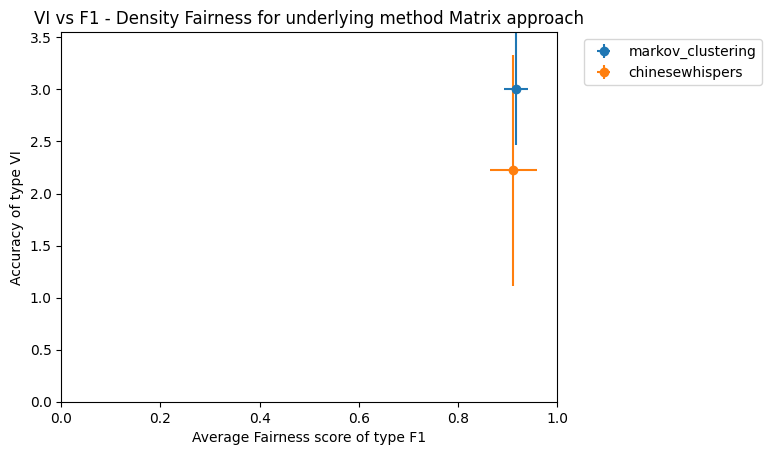 VI vs F1 - Density Fairness for underlying method Matrix approach
markov_clustering
chinesewhispers
Accuracy of type VI
3.5
3.0
2.5
2.0
1.5
1.0
0.5
0.0
0.0 0.2 0.4 0.6 0.8 1.0
Average Fairness score of type F1